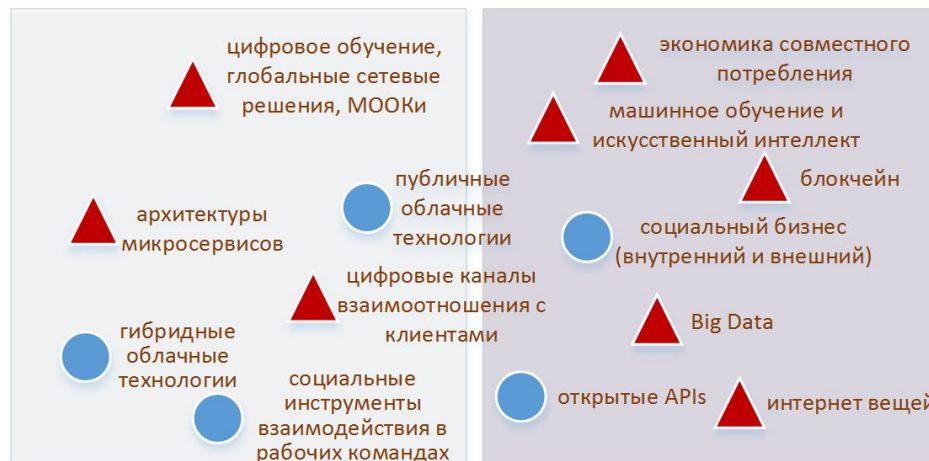 цифровое обучение,
глобальные сетевые
решения, МООКи
архитектуры
микросервисов
публичные
облачные
технологии
цифровые каналы
взаимоотношения с
клиентами
гибридные
облачные
технологии
социальные
инструменты
взаимодействия в
рабочих командах
экономика совместного
потребления
машинное обучение и
искусственный интеллект
блокчейн
социальный бизнес
(внутренний и внешний)
Big Data
открытые APIs
интернет вещей